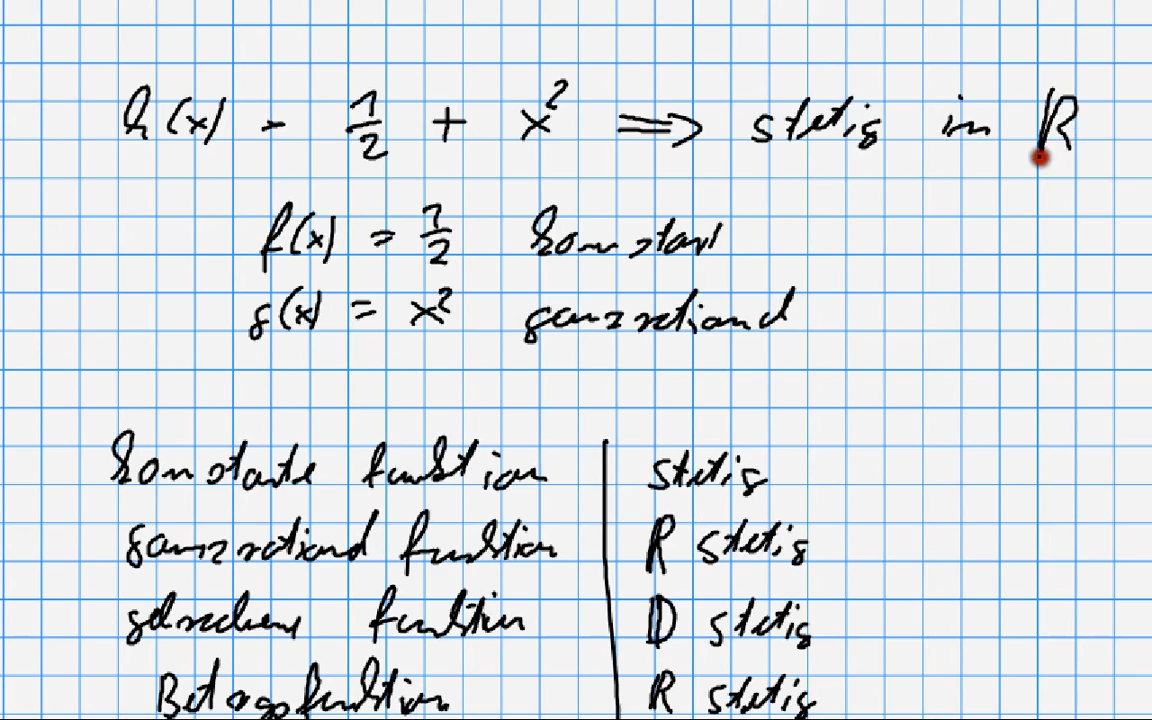 h(x) = 1/2 + x² ⟹ stetig in ℝ
f(x) = 1/2 konstant
g(x) = x² ganzrational
konstante funktion | stetig
ganzrational funktion | ℝ stetig
gebrochene funktion | D stetig
Betragsfunktion | ℝ stetig